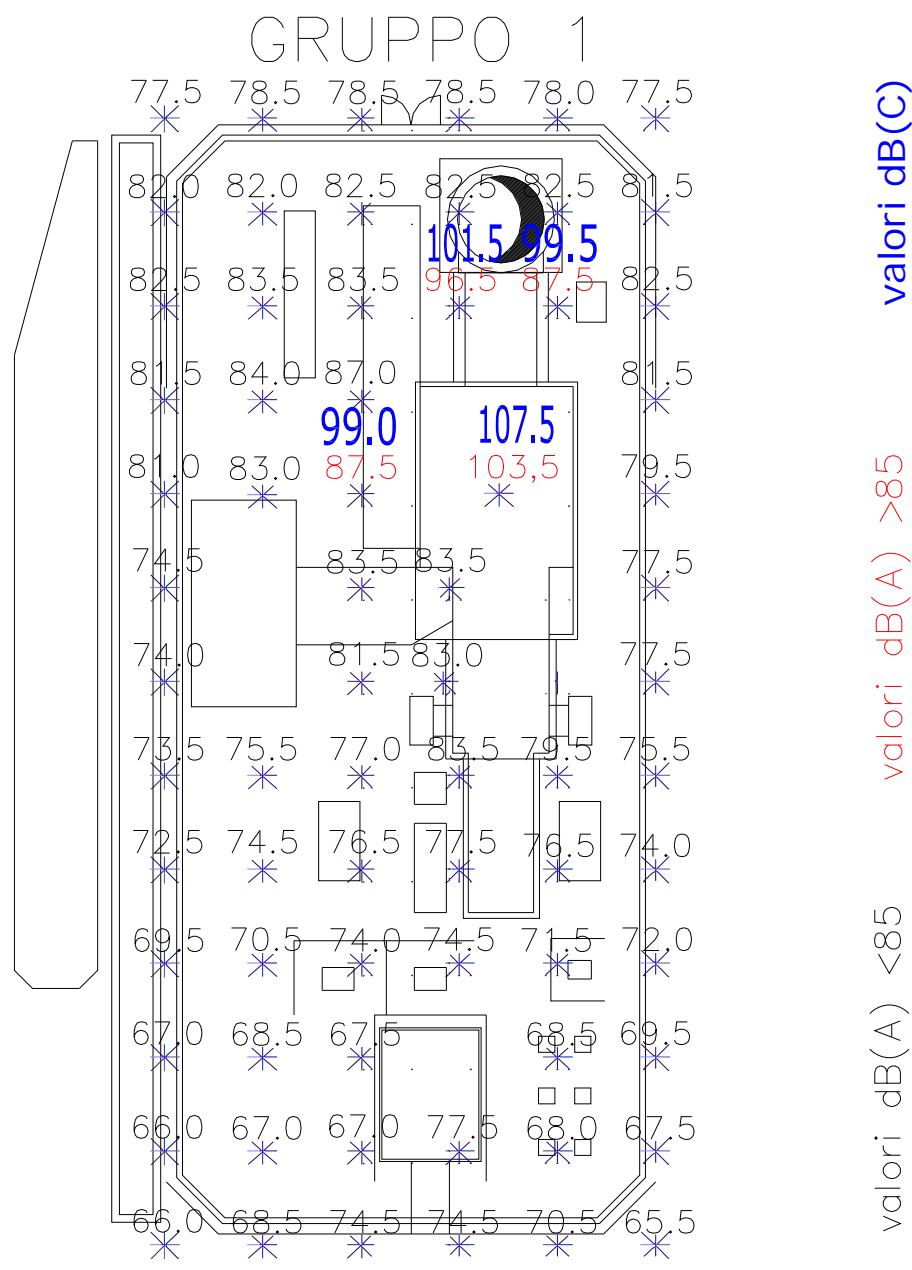 GRUPPO 1
77.5 78.5 78.5 78.5 78.0 77.5
82.0 82.0 82.5 82.5 82.5 81.5
101.5 99.5
82.5 83.5 83.5 96.5 87.5 82.5
81.5 84.0 87.0 81.5
99.0 107.5
81.0 83.0 87.5 103,5 79.5
74.5 83.5 83.5 77.5
74.0 81.5 83.0 77.5
73.5 75.5 77.0 83.5 79.5 75.5
72.5 74.5 76.5 77.5 76.5 74.0
69.5 70.5 74.0 74.5 71.5 72.0
67.0 68.5 67.5 68.5 69.5
66.0 67.0 67.0 77.5 68.0 67.5
66.0 68.5 74.5 74.5 70.5 65.5
valori dB(C)
valori dB(A) >85
valori dB(A) <85